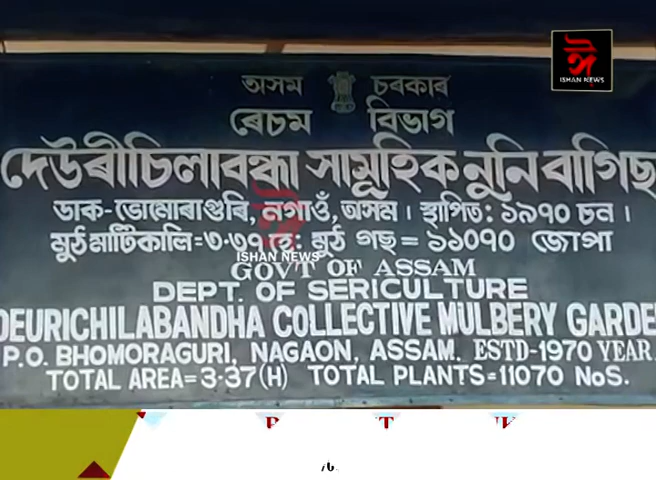 ঈ
ISHAN NEWS
অসম চৰকাৰ
ৰেচম বিভাগ
দেউৰীচিলাবন্ধা সামূহিক নুনি বাগিছ
ডাক-ভোমোৰাগুৰি, নগাওঁ, অসম। স্থাপিত: ১৯৭০ চন।
মুঠ মাটিকালি=৩·৩৭ হে: মুঠ গছ = ১১০৭০ জোপা
ISHAN NEWS
GOVT OF ASSAM
DEPT. OF SERICULTURE
DEURICHILABANDHA COLLECTIVE MULBERY GARDE
P.O. BHOMORAGURI, NAGAON, ASSAM. ESTD-1970 YEAR.
TOTAL AREA=3·37(H) TOTAL PLANTS=11070 NoS.